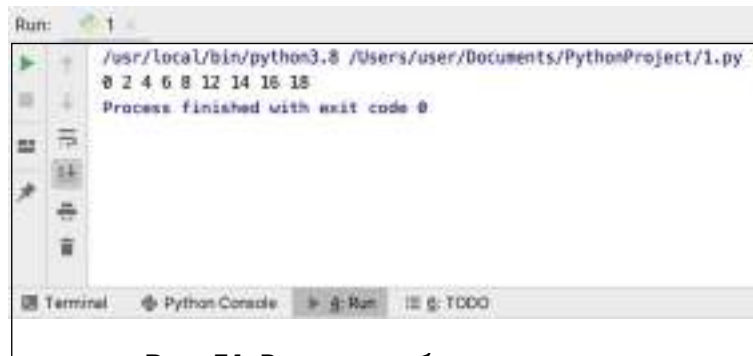 Run: 1
/usr/local/bin/python3.8 /Users/user/Documents/PythonProject/1.py
0 2 4 6 8 12 14 16 18
Process finished with exit code 0
Terminal Python Console 4: Run 6: TODO